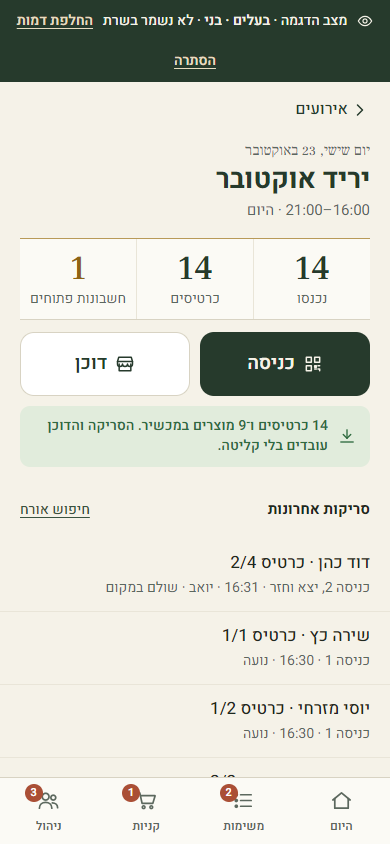 מצב הדגמה · בעלים · בני · לא נשמר בשרת החלפת דמות
הסתרה
אירועים
יום שישי, 23 באוקטובר
יריד אוקטובר
16:00–21:00 · היום
14 14 1
נכנסו כרטיסים חשבונות פתוחים
כניסה דוכן
14 כרטיסים ו־9 מוצרים במכשיר. הסריקה והדוכן
עובדים בלי קליטה.
סריקות אחרונות חיפוש אורח
דוד כהן · כרטיס 2/4
כניסה 2, יצא וחזר · 16:31 · יואב · שולם במקום
שירה כץ · כרטיס 1/1
כניסה 1 · 16:30 · נועה
יוסי מזרחי · כרטיס 1/2
כניסה 1 · 16:30 · נועה
2 1 3
היום משימות קניות ניהול